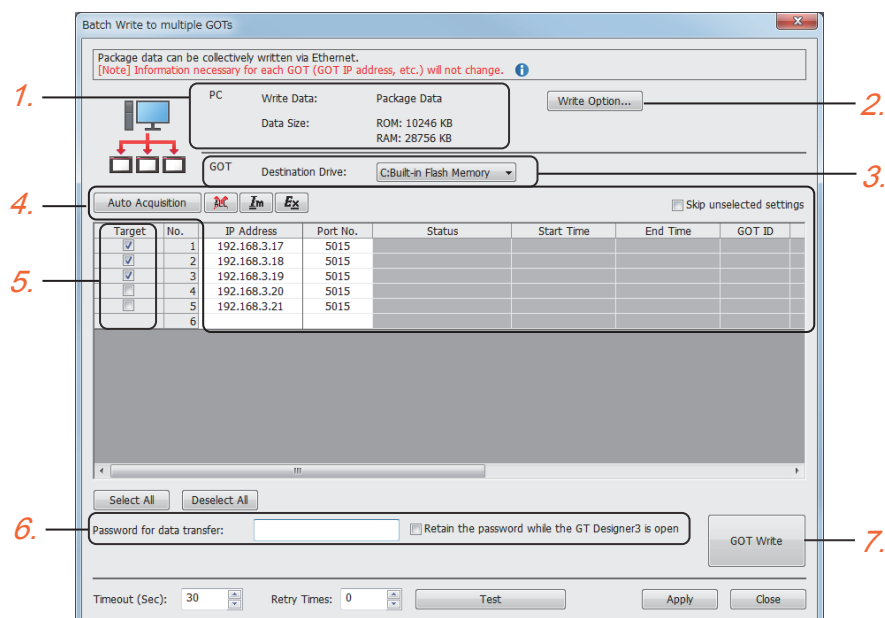 Batch Write to multiple GOTs
Package data can be collectively written via Ethernet.
[Note] Information necessary for each GOT (GOT IP address, etc.) will not change.
1.
PC Write Data: Package Data Write Option...
2.
Data Size: ROM: 10246 KB
RAM: 28756 KB
GOT Destination Drive: C:Built-in Flash Memory
3.
4.
Auto Acquisition ALL Im Ex Skip unselected settings
Target No. IP Address Port No. Status Start Time End Time GOT ID
1 192.168.3.17 5015
2 192.168.3.18 5015
5.
3 192.168.3.19 5015
4 192.168.3.20 5015
5 192.168.3.21 5015
6
Select All Deselect All
6.
Password for data transfer: Retain the password while the GT Designer3 is open
GOT Write
7.
Timeout (Sec): 30 Retry Times: 0 Test Apply Close